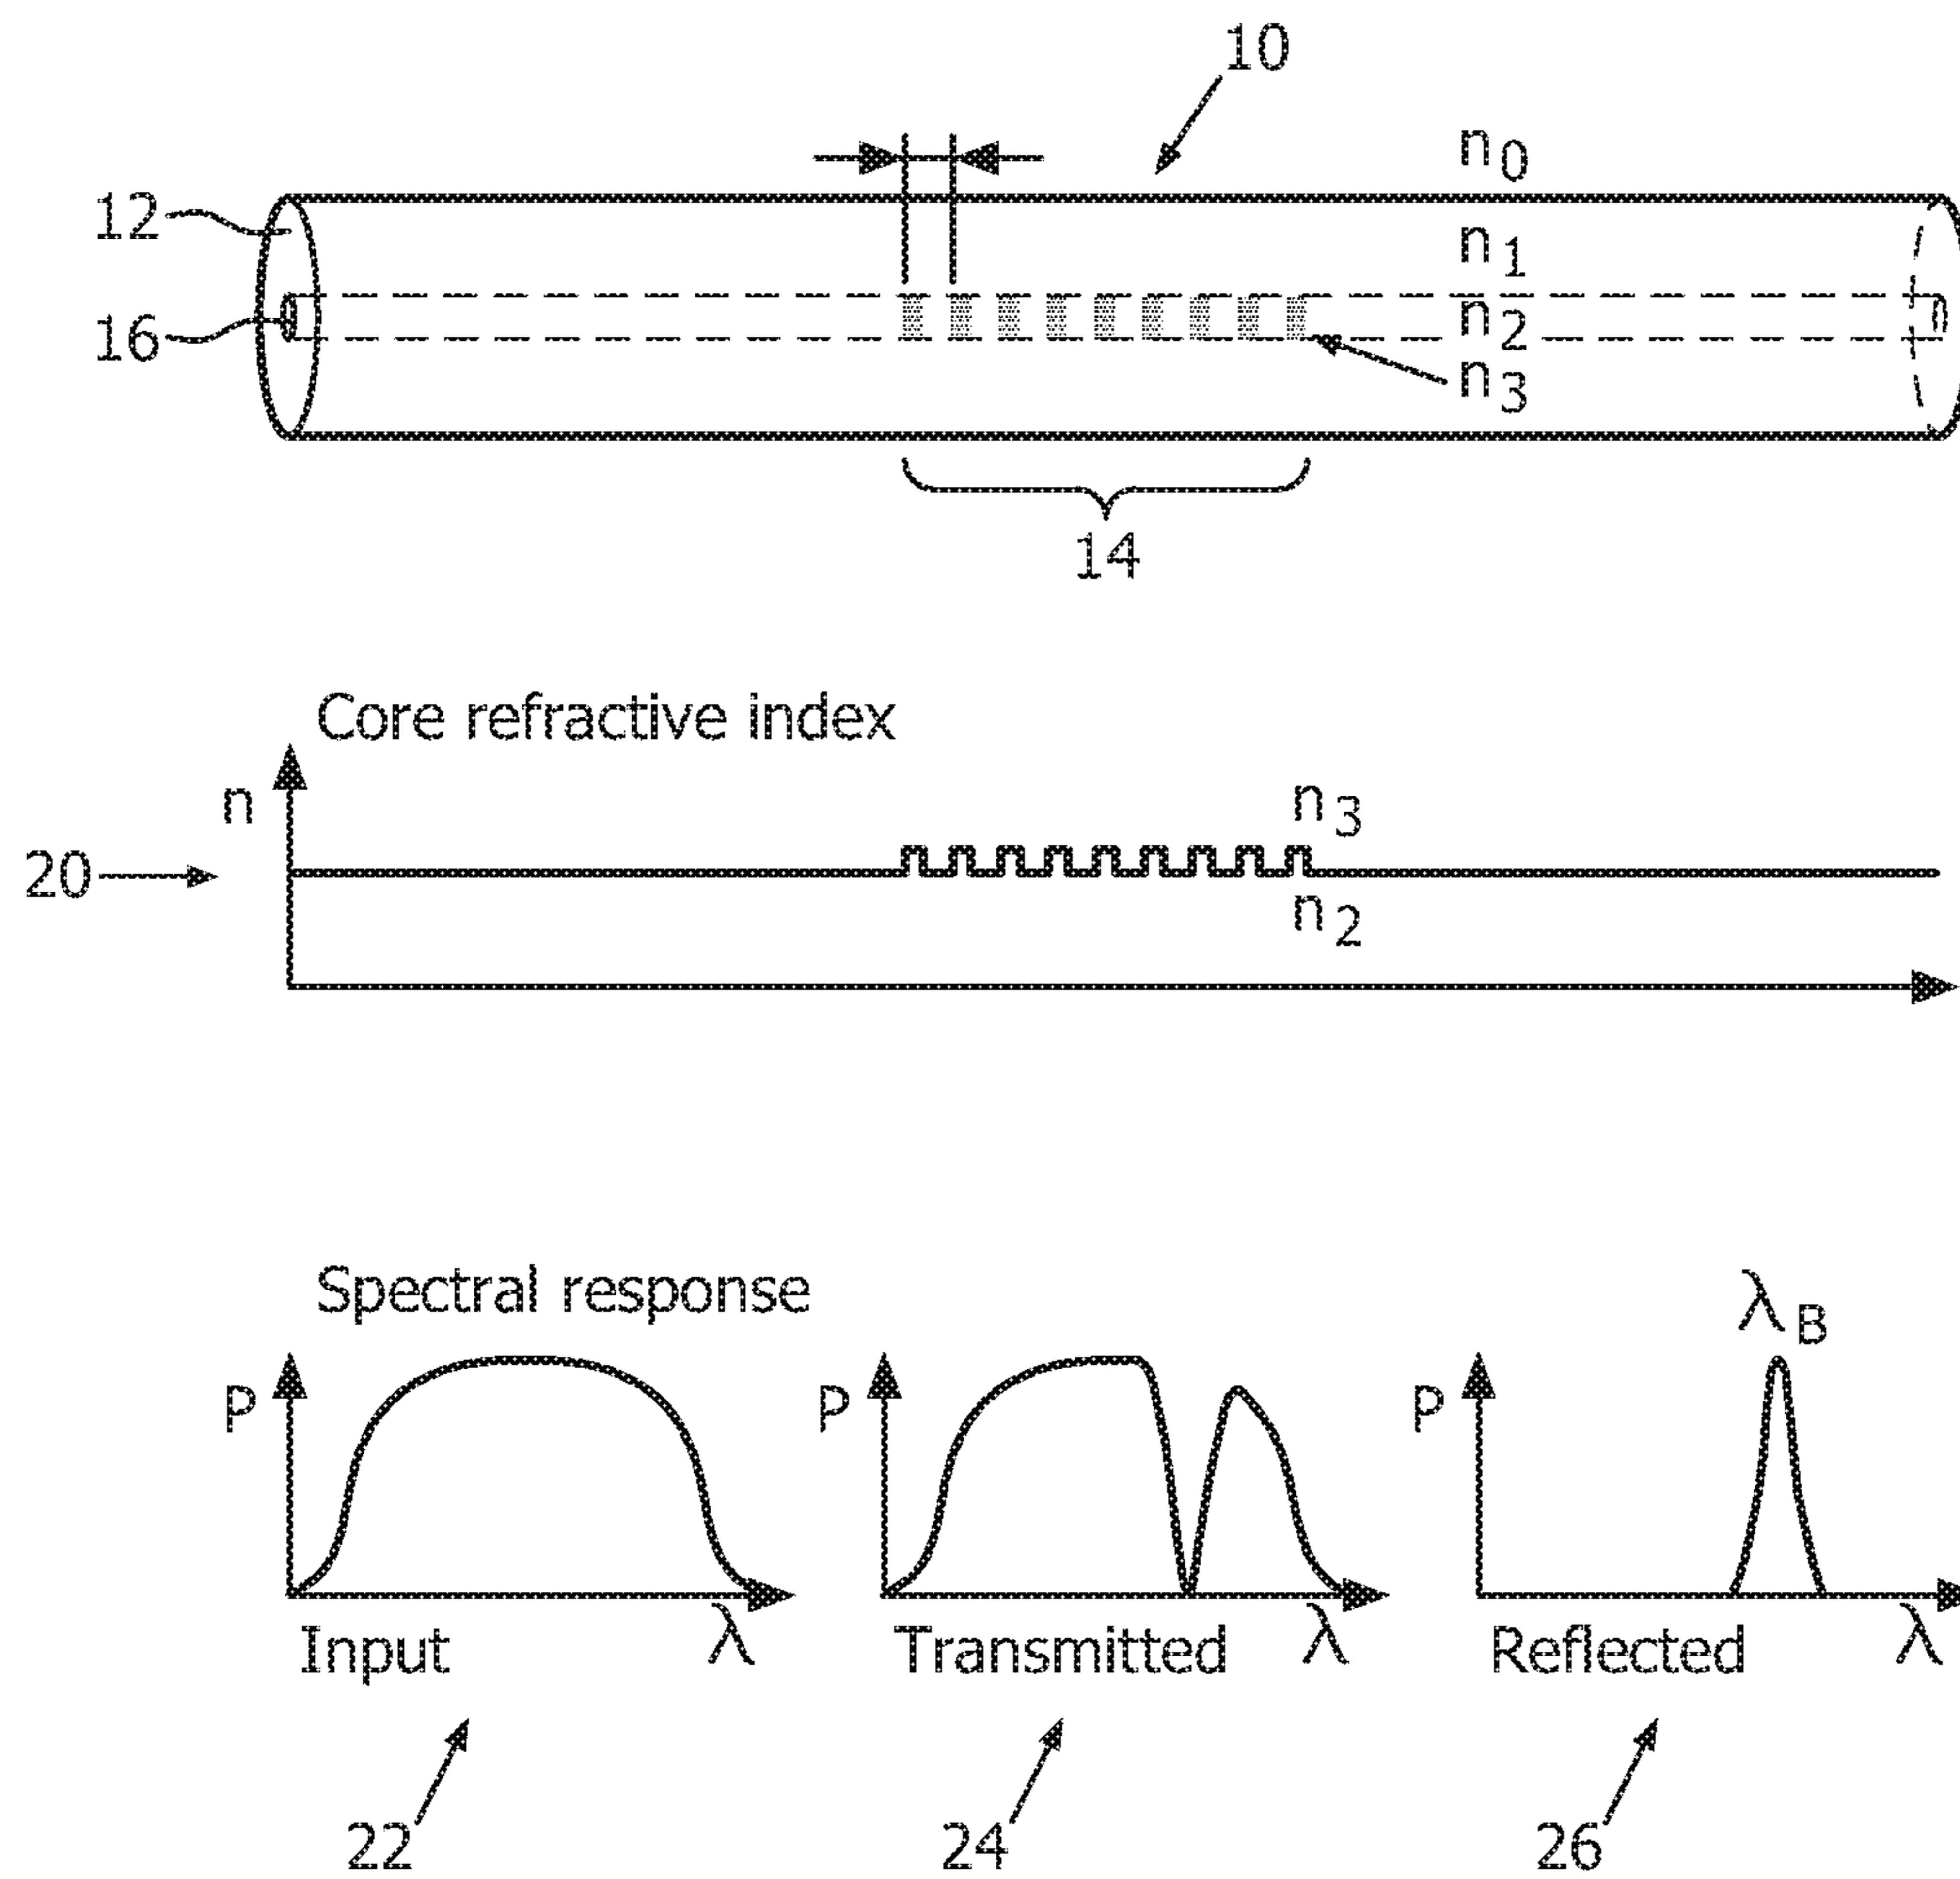 10
n0
12
n1
16
n2
n3
14
Core refractive index
n
n3
20
n2
Spectral response
λB
P
P
P
λ
λ
λ
Input
Transmitted
Reflected
22
24
26